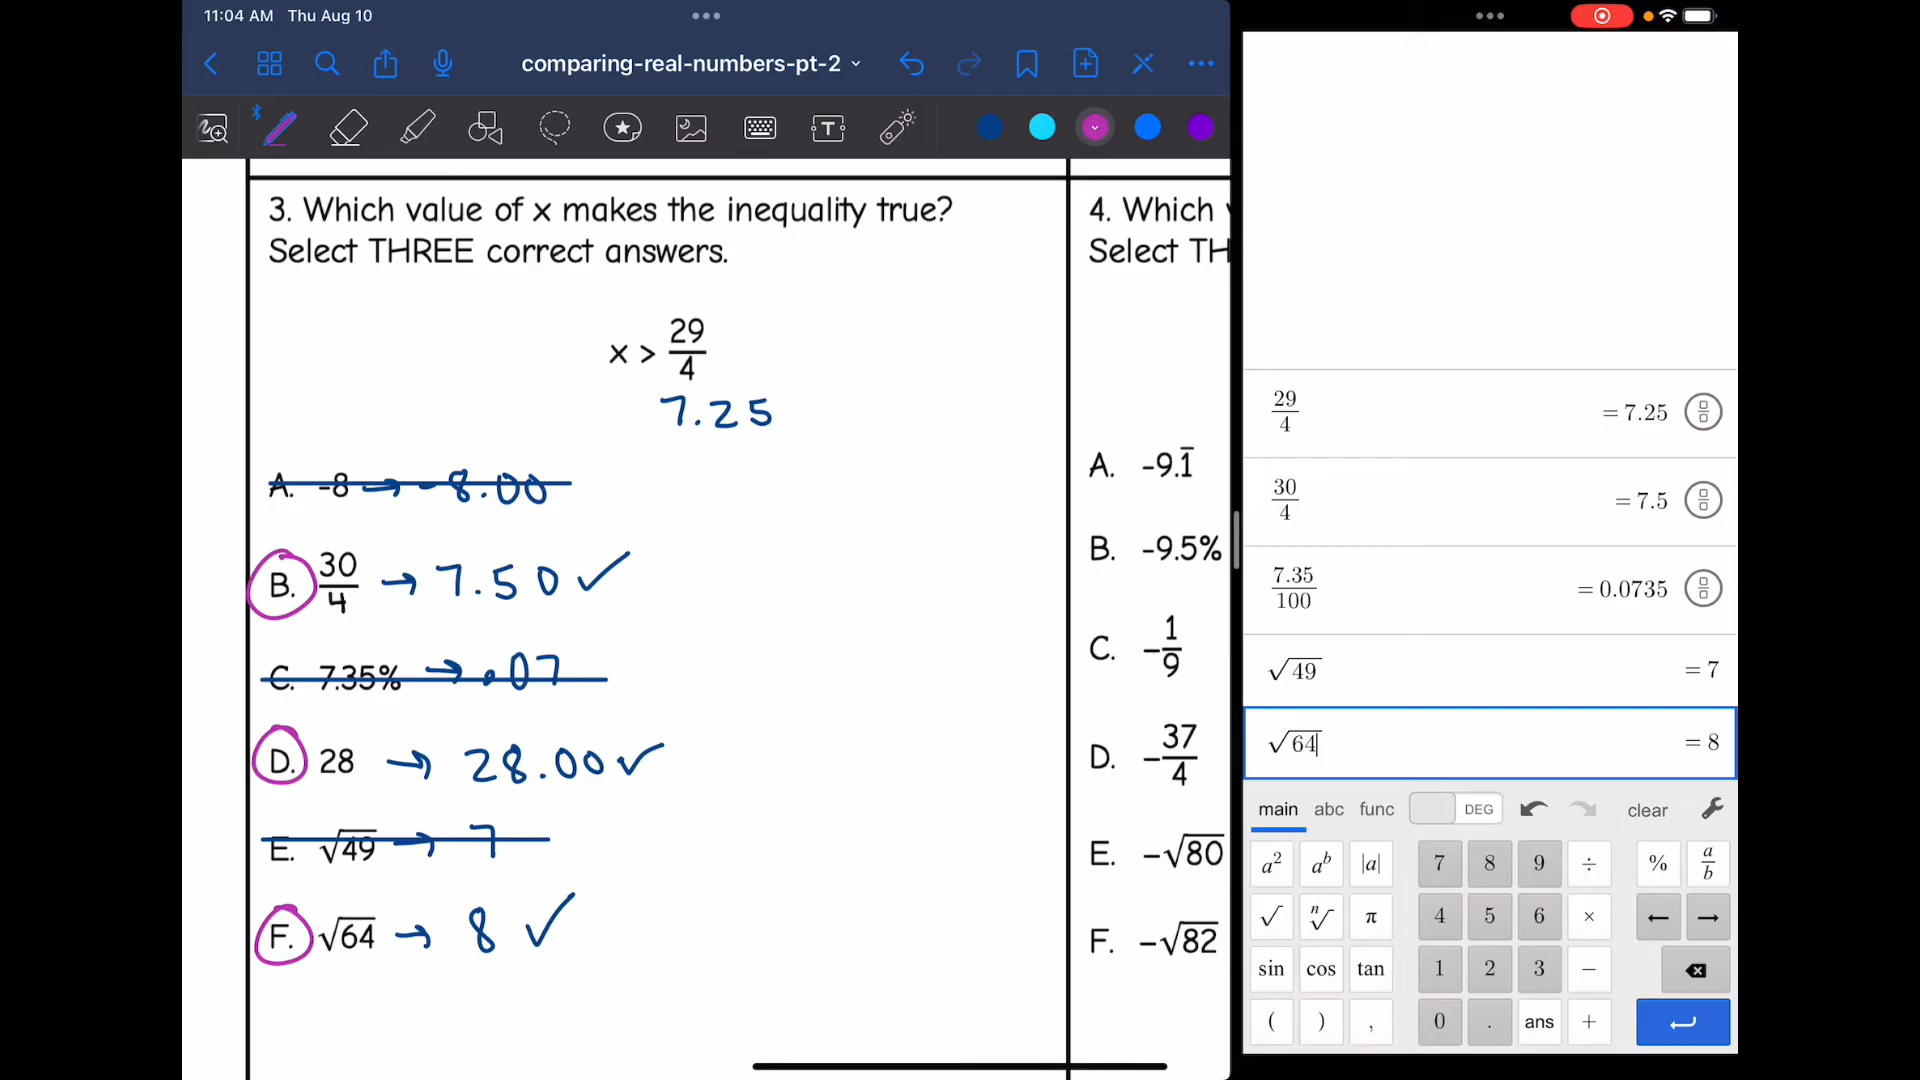 11:04 AM Thu Aug 10
comparing-real-numbers-pt-2
3. Which value of x makes the inequality true?
Select THREE correct answers.
x > 29/4
7.25
A. -8 → -8.00
B. 30/4 → 7.50 ✓
C. 7.35% → .07
D. 28 → 28.00 ✓
E. √49 → 7
F. √64 → 8 ✓
4. Which
Select TH
A. -9.1̅
B. -9.5%
C. -1/9
D. -37/4
E. -√80
F. -√82
29/4 = 7.25
30/4 = 7.5
7.35/100 = 0.0735
√49 = 7
√64 = 8
main abc func DEG clear
a² aᵇ |a| 7 8 9 ÷ % a/b
√ ⁿ√ π 4 5 6 × ← →
sin cos tan 1 2 3 −
( ) , 0 . ans +